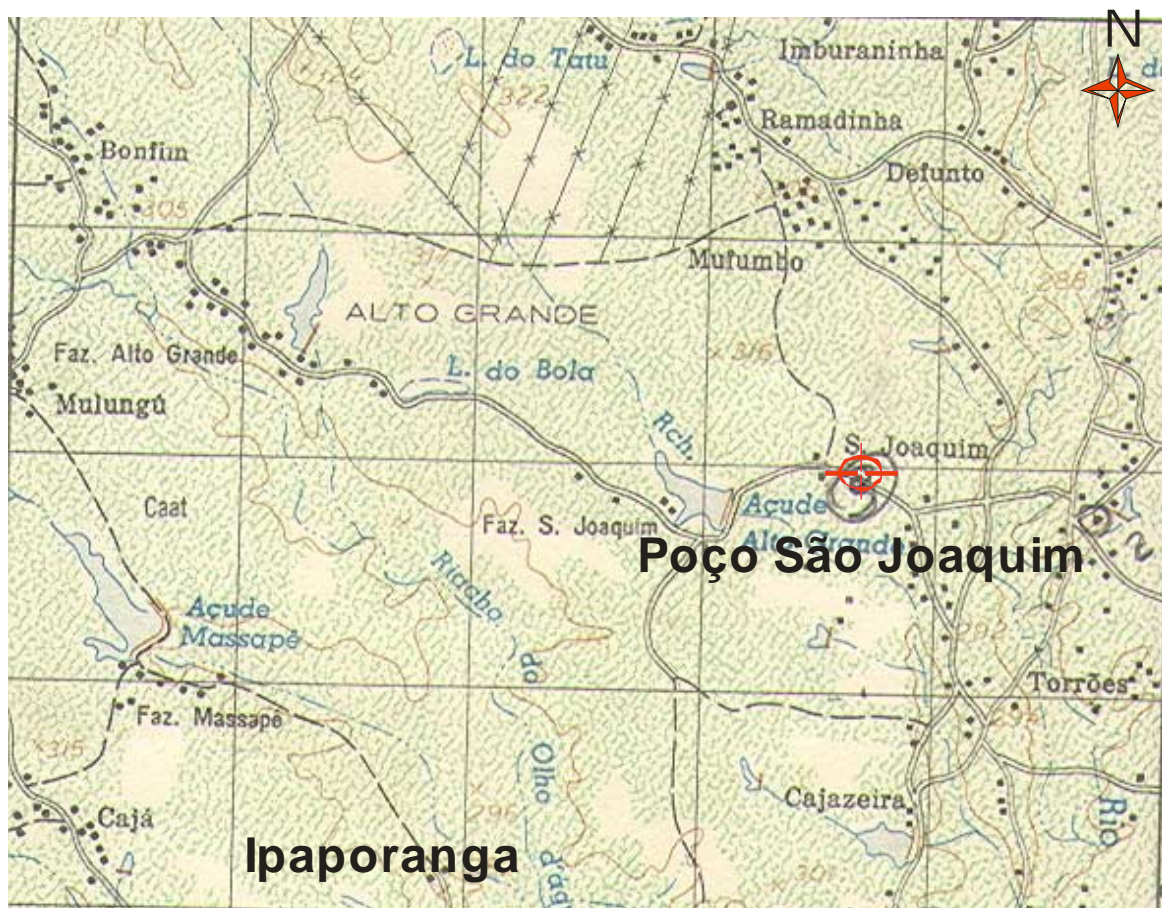 N
Imburaninha
L. do Tatu
322
Ramadinha
Bonfim
Defunto
305
Mufumbo
288
ALTO GRANDE
316
Faz. Alto Grande
L. do Bola
Mulungú
Rch.
S. Joaquim
Caat
Açude
Alto Grande
Faz. S. Joaquim
Poço São Joaquim
Riacho do Olho d'ág
Açude
Massapê
292
Torrões
Faz. Massapê
294
315
Cajazeira
Rio
Cajá
296
Ipaporanga